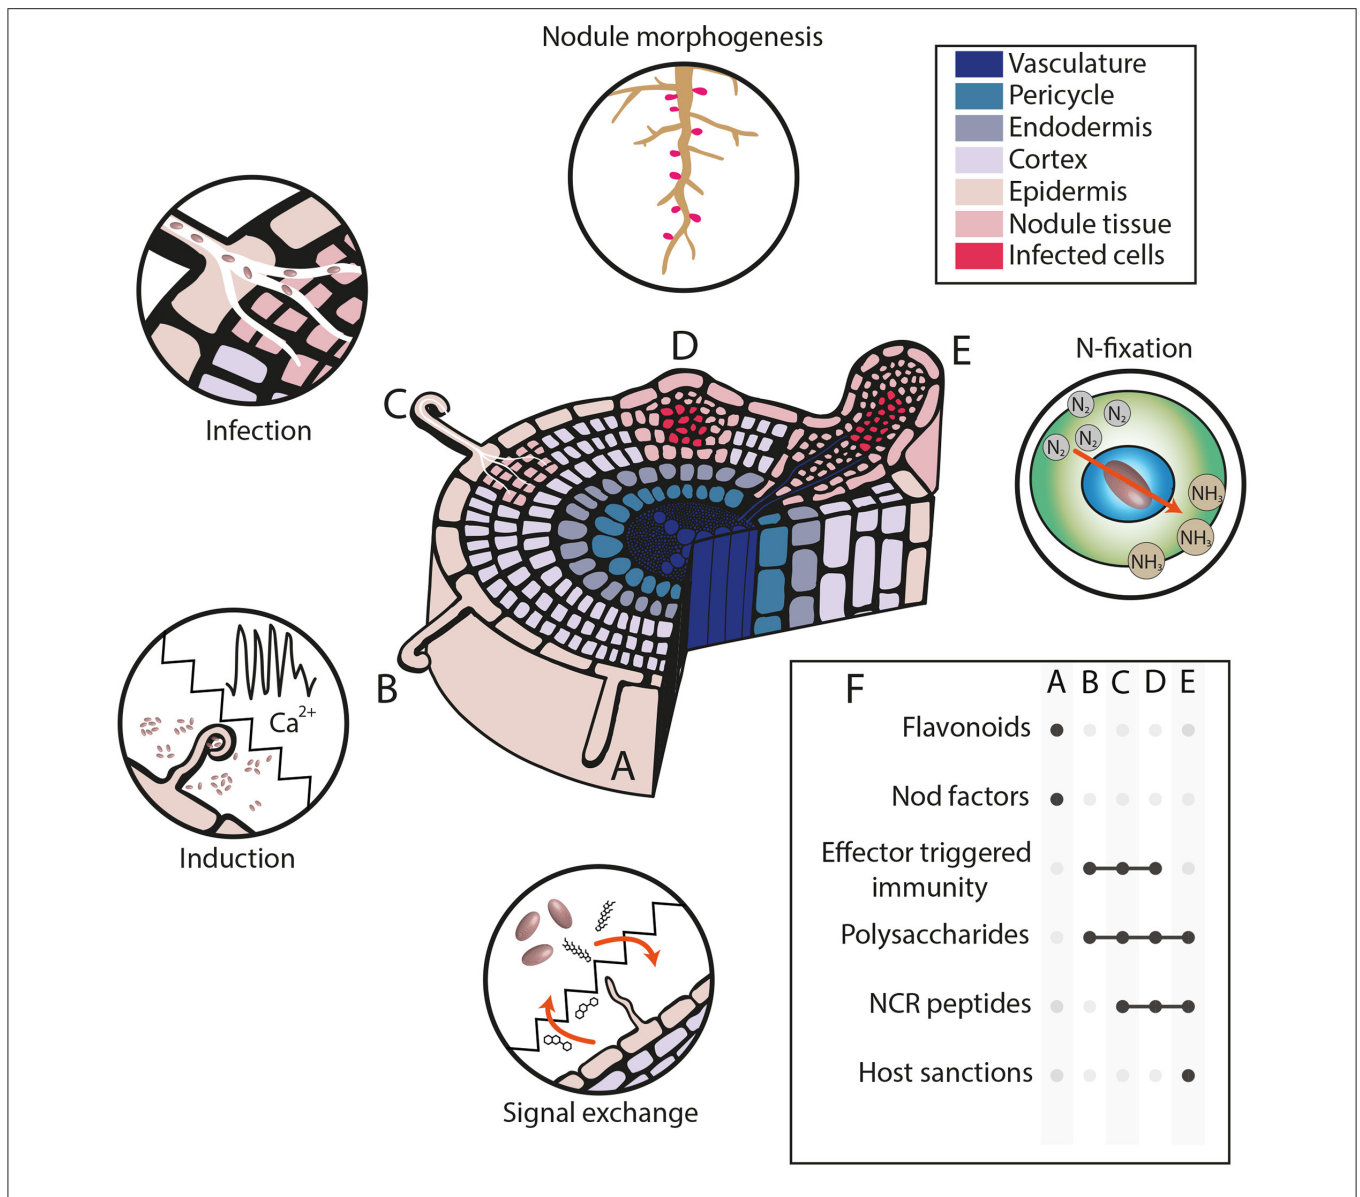 Nodule morphogenesis
Vasculature
Pericycle
Endodermis
Cortex
Epidermis
Nodule tissue
Infected cells
Infection
C
D
E
N-fixation
N₂
N₂
N₂
N₂
NH₃
NH₃
NH₃
B
A
Ca²⁺
Induction
Signal exchange
F
A B C D E
Flavonoids
Nod factors
Effector triggered
immunity
Polysaccharides
NCR peptides
Host sanctions